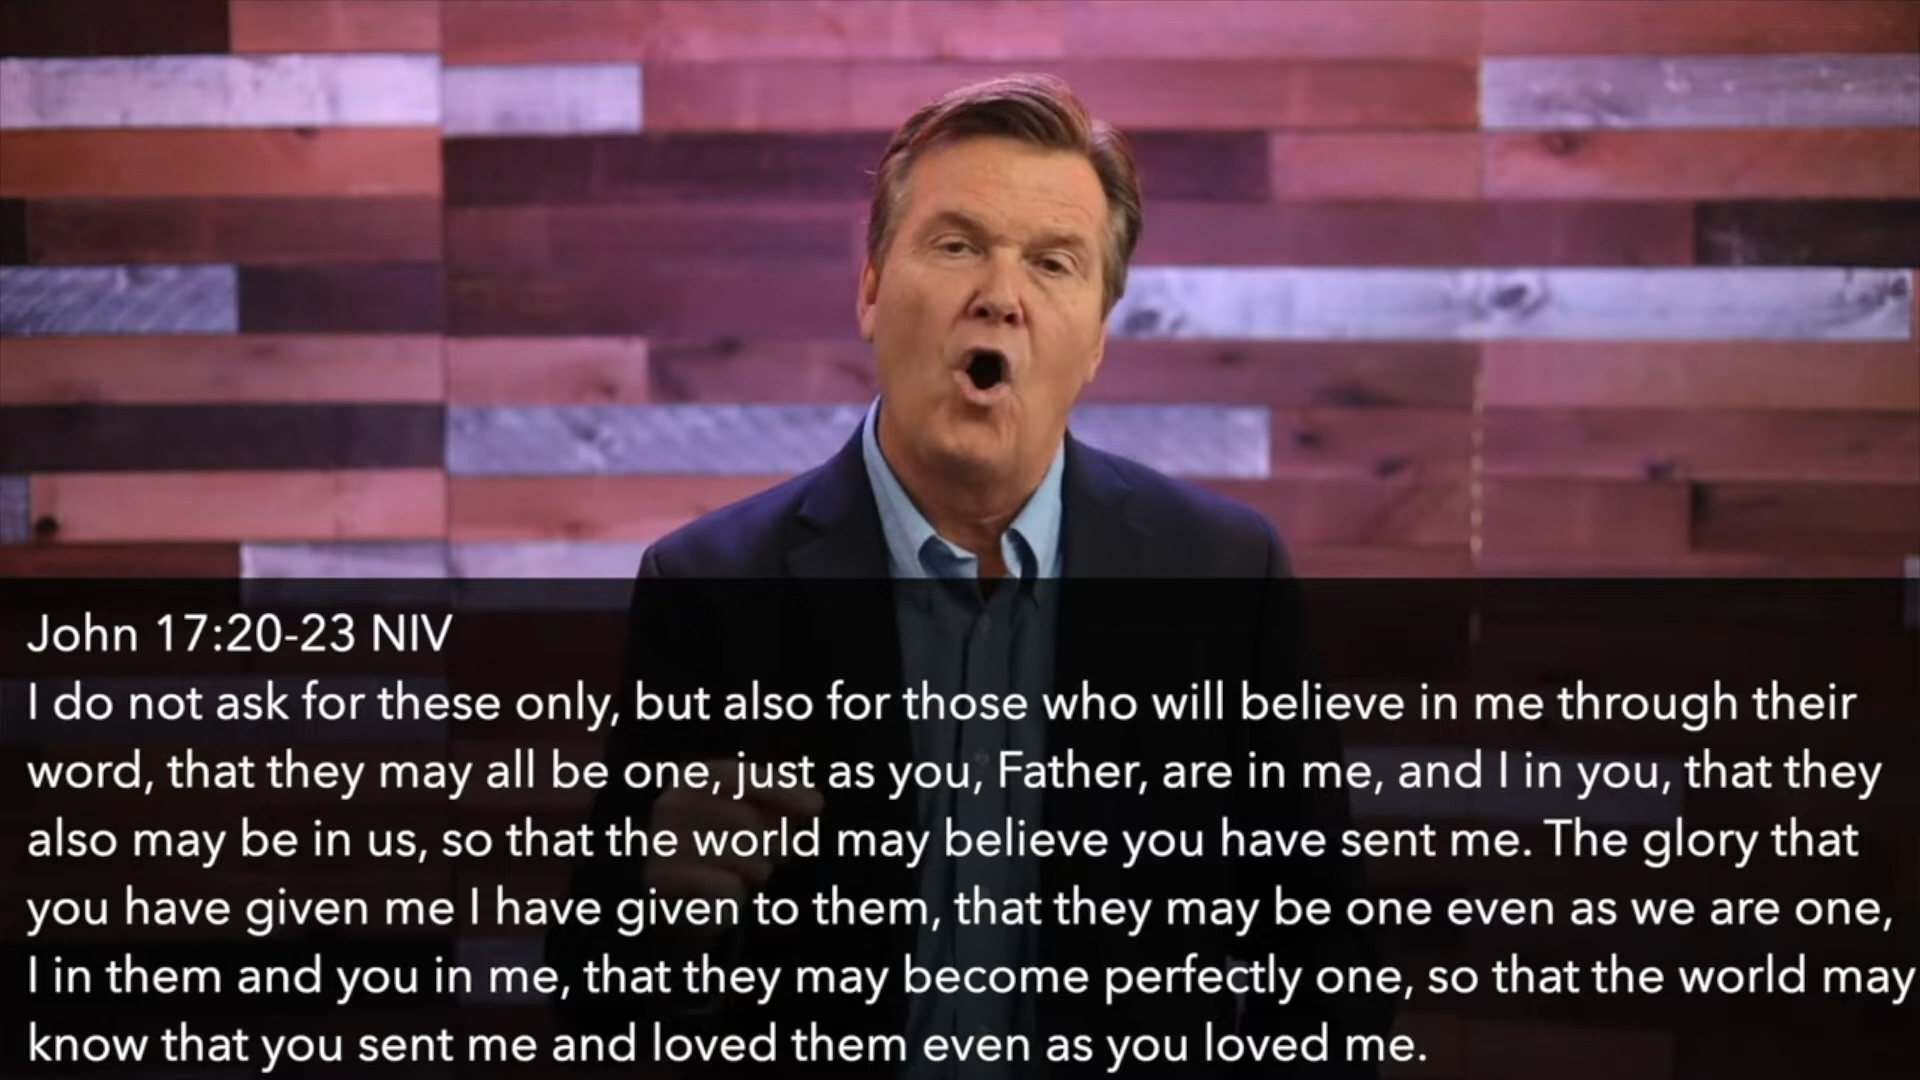 John 17:20-23 NIV
I do not ask for these only, but also for those who will believe in me through their
word, that they may all be one, just as you, Father, are in me, and I in you, that they
also may be in us, so that the world may believe you have sent me. The glory that
you have given me I have given to them, that they may be one even as we are one,
I in them and you in me, that they may become perfectly one, so that the world may
know that you sent me and loved them even as you loved me.